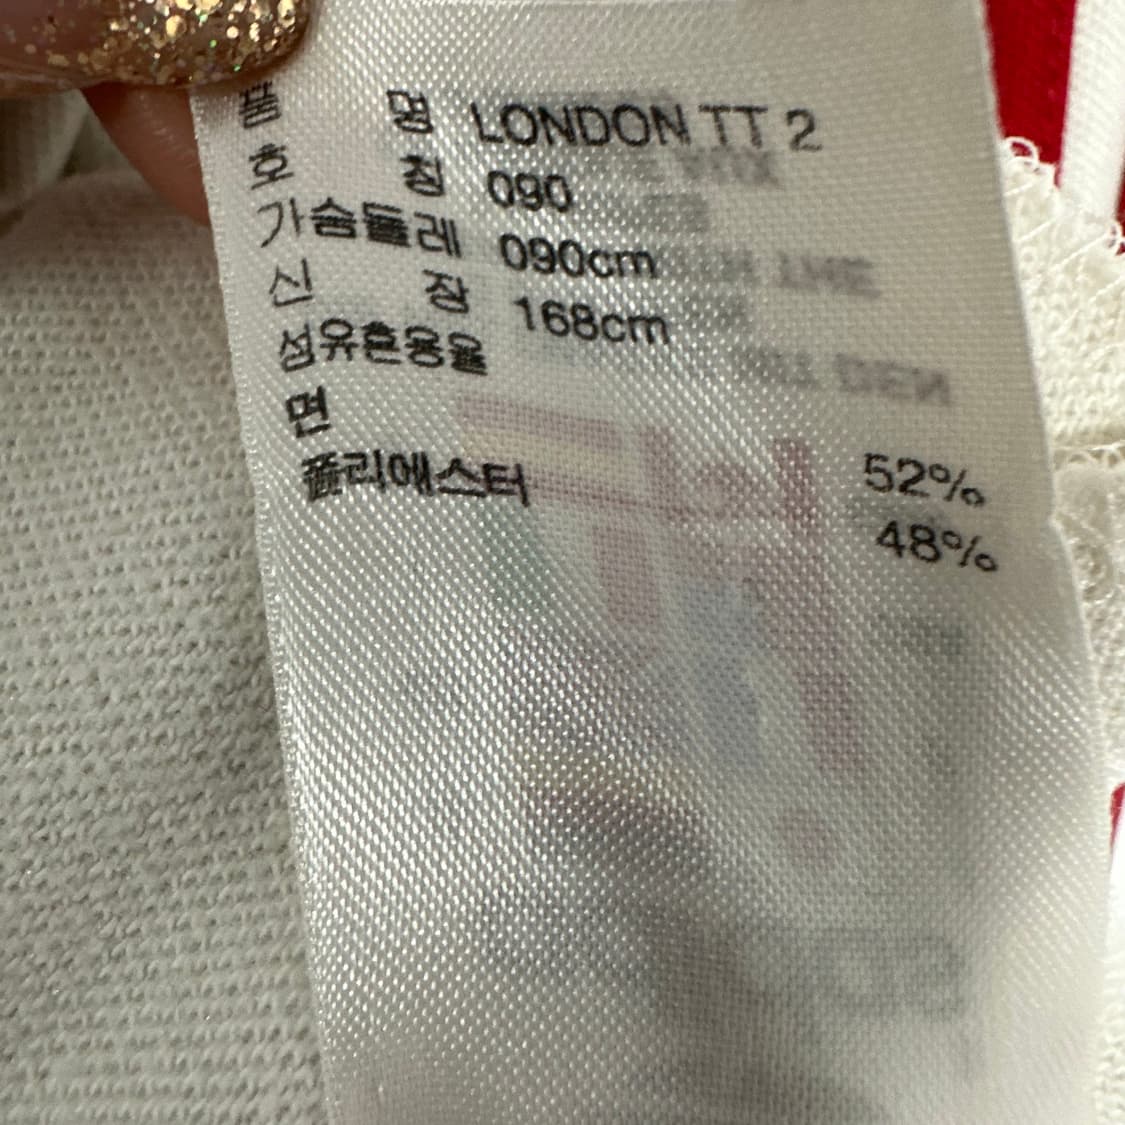 품 명 LONDON TT 2
호 칭 090
가슴둘레 090cm
신 장 168cm
섬유혼용율
면 52%
폴리에스터 48%